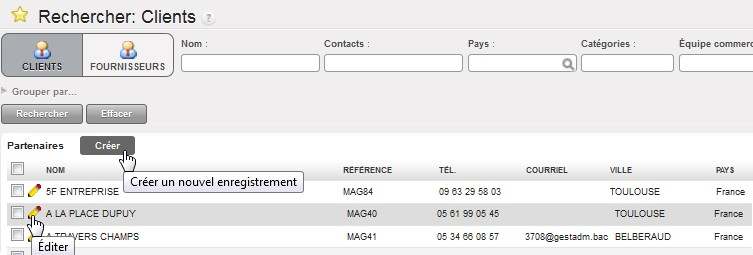 Rechercher: Clients ?
Nom : Contacts : Pays : Catégories : Équipe commerc
CLIENTS FOURNISSEURS
Grouper par...
Rechercher Effacer
Partenaires Créer
NOM RÉFÉRENCE TÉL. COURRIEL VILLE PAYS
Créer un nouvel enregistrement
5F ENTREPRISE MAG84 09 63 29 58 03 TOULOUSE France
A LA PLACE DUPUY MAG40 05 61 99 05 45 TOULOUSE France
TRAVERS CHAMPS MAG41 05 34 66 08 57 3708@gestadm.bac BELBERAUD France
Éditer